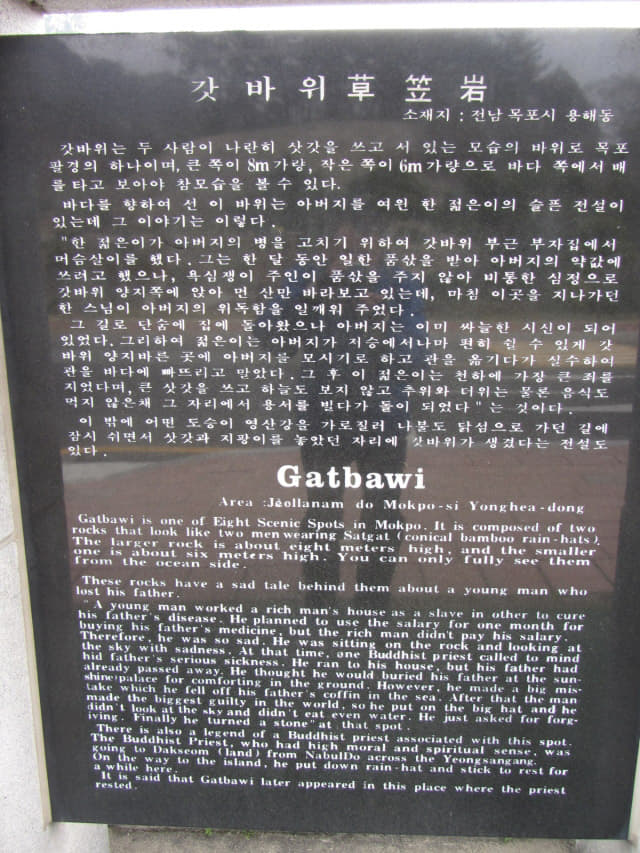 갓바위草笠岩
소재지 : 전남 목포시 용해동
갓바위는 두 사람이 나란히 삿갓을 쓰고 서 있는 모습의 바위로 목포
팔경의 하나이며, 큰 쪽이 8m 가량, 작은 쪽이 6m 가량으로 바다 쪽에서 배
를 타고 보아야 참모습을 볼 수 있다.
바다를 향하여 선 이 바위는 아버지를 여윈 한 젊은이의 슬픈 전설이
있는데 그 이야기는 이렇다.
"한 젊은이가 아버지의 병을 고치기 위하여 갓바위 부근 부자집에서
머슴살이를 했다. 그는 한 달 동안 일한 품삯을 받아 아버지의 약값에
쓰려고 했으나, 욕심쟁이 주인이 품삯을 주지 않아 비통한 심정으로
갓바위 양지쪽에 앉아 먼 산만 바라보고 있는데, 마침 이곳을 지나가던
한 스님이 아버지의 위독함을 일깨워 주었다.
그 길로 단숨에 집에 돌아왔으나 아버지는 이미 싸늘한 시신이 되어
있었다. 그리하여 젊은이는 아버지가 저승에서나마 편히 쉴 수 있게 갓
바위 양지바른 곳에 아버지를 모시기로 하고 관을 옮기다가 실수하여
관을 바다에 빠뜨리고 말았다. 그 후 이 젊은이는 천하에 가장 큰 죄를
지었다며, 큰 삿갓을 쓰고 하늘도 보지 않고 추위와 더위는 물론 음식도
먹지 않은채 그 자리에서 용서를 빌다가 돌이 되었다" 는 것이다.
이 밖에 어떤 도승이 영산강을 가로질러 나불도 닭섬으로 가던 길에
잠시 쉬면서 삿갓과 지팡이를 놓았던 자리에 갓바위가 생겼다는 전설도
있다.
Gatbawi
Area :Jeollanam do Mokpo-si Yonghea-dong
Gatbawi is one of Eight Scenic Spots in Mokpo. It is composed of two
rocks that look like two men wearing Satgat (conical bamboo rain-hats).
The larger rock is about eight meters high, and the smaller
one is about six meters high. You can only fully see them
from the ocean side.
These rocks have a sad tale behind them about a young man who
lost his father.
"A young man worked a rich man's house as a slave in other to cure
his father's disease. He planned to use the salary for one month for
buying his father's medicine, but the rich man didn't pay his salary.
Therefore, he was so sad. He was sitting on the rock and looking at
the sky with sadness. At that time, one Buddhist priest called to mind
hid father's serious sickness. He ran to his house, but his father had
already passed away. He thought he would buried his father at the sun-
shine palace for comforting in the ground. However, he made a big mis-
take which he fell off his father's coffin in the sea. After that the man
made the biggest guilty in the world, so he put on the big hat and he
didn't look at the sky and didn't eat even water. He just asked for forg-
iving. Finally he turned a stone" at that spot.
There is also a legend of a Buddhist priest associated with this spot.
The Buddhist Priest, who had high moral and spiritual sense, was
going to Dakseom (land) from NabulDo across the Yeongsangang.
On the way to the island, he put down rain-hat and stick to rest for
a while here.
It is said that Gatbawi later appeared in this place where the priest
rested.